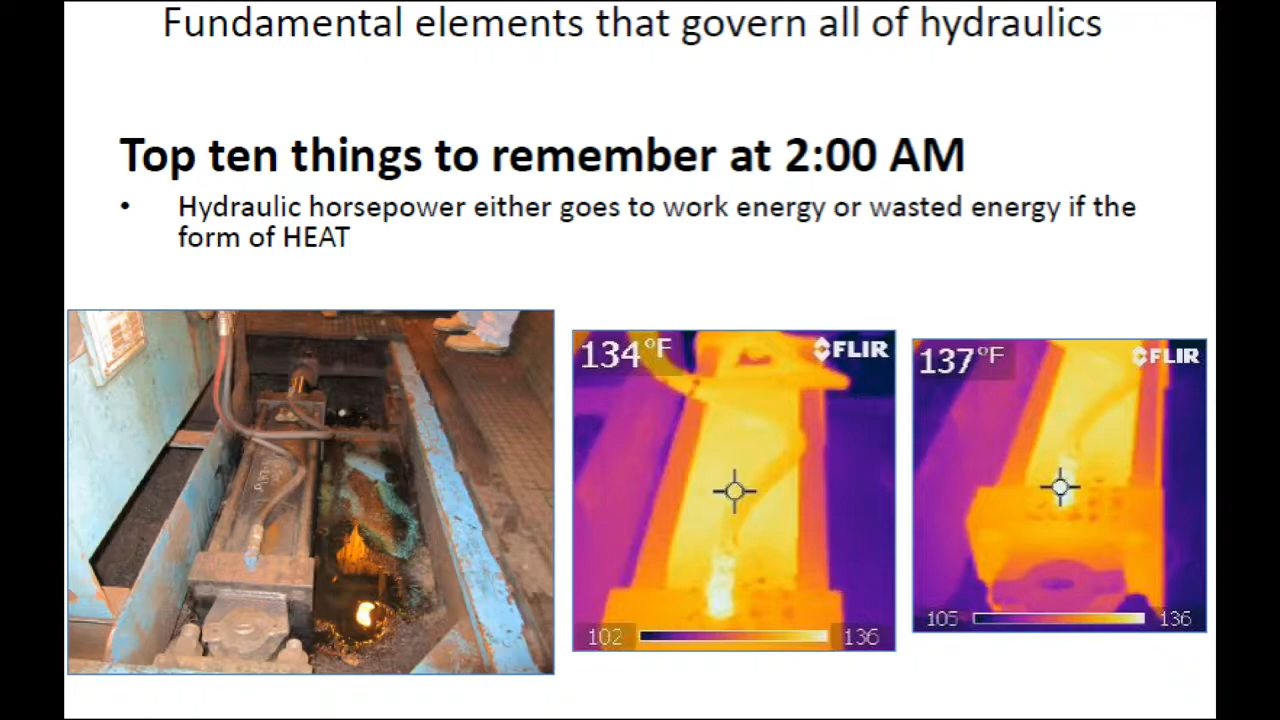 Fundamental elements that govern all of hydraulics
Top ten things to remember at 2:00 AM
• Hydraulic horsepower either goes to work energy or wasted energy if the
form of HEAT
134°F
FLIR
102
136
137°F
FLIR
105
136